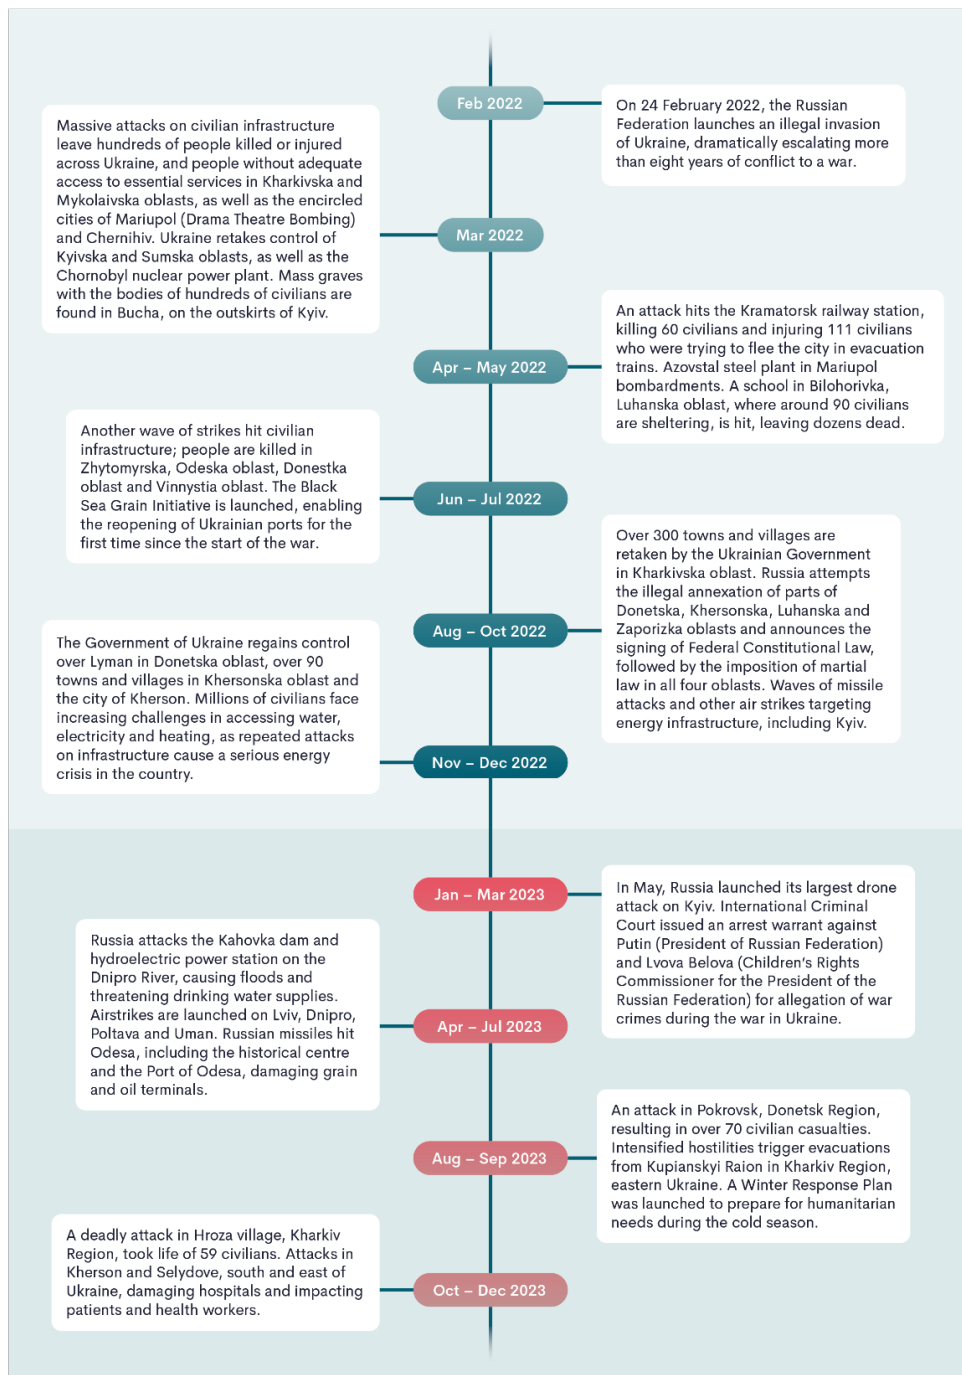 Feb 2022
On 24 February 2022, the Russian
Federation launches an illegal invasion
of Ukraine, dramatically escalating more
than eight years of conflict to a war.
Massive attacks on civilian infrastructure
leave hundreds of people killed or injured
across Ukraine, and people without adequate
access to essential services in Kharkivska and
Mykolaivska oblasts, as well as the encircled
cities of Mariupol (Drama Theatre Bombing)
and Chernihiv. Ukraine retakes control of
Kyivska and Sumska oblasts, as well as the
Chornobyl nuclear power plant. Mass graves
with the bodies of hundreds of civilians are
found in Bucha, on the outskirts of Kyiv.
Mar 2022
An attack hits the Kramatorsk railway station,
killing 60 civilians and injuring 111 civilians
who were trying to flee the city in evacuation
trains. Azovstal steel plant in Mariupol
bombardments. A school in Bilohorivka,
Luhanska oblast, where around 90 civilians
are sheltering, is hit, leaving dozens dead.
Apr – May 2022
Another wave of strikes hit civilian
infrastructure; people are killed in
Zhytomyrska, Odeska oblast, Donestka
oblast and Vinnystia oblast. The Black
Sea Grain Initiative is launched, enabling
the reopening of Ukrainian ports for the
first time since the start of the war.
Jun – Jul 2022
Over 300 towns and villages are
retaken by the Ukrainian Government
in Kharkivska oblast. Russia attempts
the illegal annexation of parts of
Donetska, Khersonska, Luhanska and
Zaporizka oblasts and announces the
signing of Federal Constitutional Law,
followed by the imposition of martial
law in all four oblasts. Waves of missile
attacks and other air strikes targeting
energy infrastructure, including Kyiv.
Aug – Oct 2022
The Government of Ukraine regains control
over Lyman in Donetska oblast, over 90
towns and villages in Khersonska oblast and
the city of Kherson. Millions of civilians face
increasing challenges in accessing water,
electricity and heating, as repeated attacks
on infrastructure cause a serious energy
crisis in the country.
Nov – Dec 2022
Jan – Mar 2023
In May, Russia launched its largest drone
attack on Kyiv. International Criminal
Court issued an arrest warrant against
Putin (President of Russian Federation)
and Lvova Belova (Children's Rights
Commissioner for the President of the
Russian Federation) for allegation of war
crimes during the war in Ukraine.
Russia attacks the Kahovka dam and
hydroelectric power station on the
Dnipro River, causing floods and
threatening drinking water supplies.
Airstrikes are launched on Lviv, Dnipro,
Poltava and Uman. Russian missiles hit
Odesa, including the historical centre
and the Port of Odesa, damaging grain
and oil terminals.
Apr – Jul 2023
An attack in Pokrovsk, Donetsk Region,
resulting in over 70 civilian casualties.
Intensified hostilities trigger evacuations
from Kupianskyi Raion in Kharkiv Region,
eastern Ukraine. A Winter Response Plan
was launched to prepare for humanitarian
needs during the cold season.
Aug – Sep 2023
A deadly attack in Hroza village, Kharkiv
Region, took life of 59 civilians. Attacks in
Kherson and Selydove, south and east of
Ukraine, damaging hospitals and impacting
patients and health workers.
Oct – Dec 2023